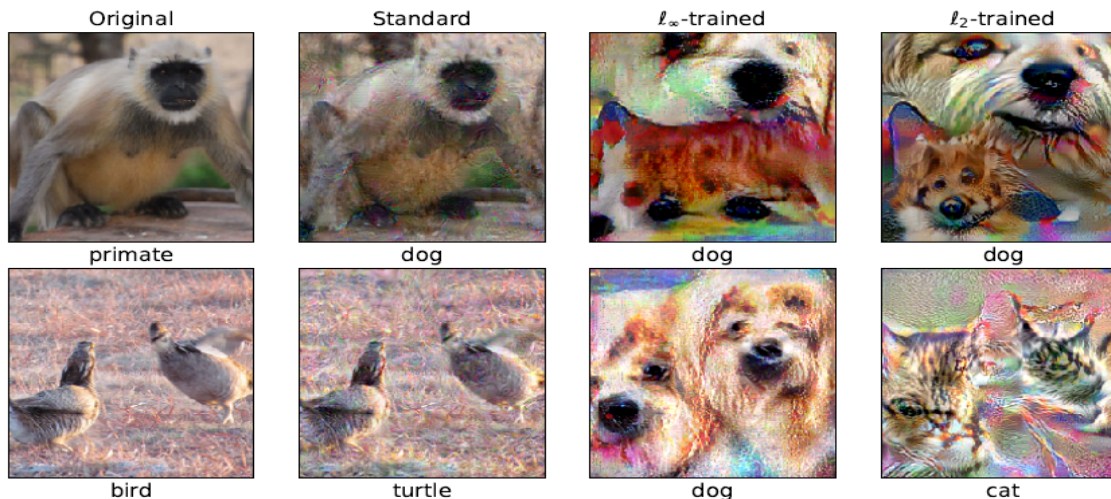 Original Standard ℓ∞-trained ℓ2-trained
primate dog dog dog
bird turtle dog cat